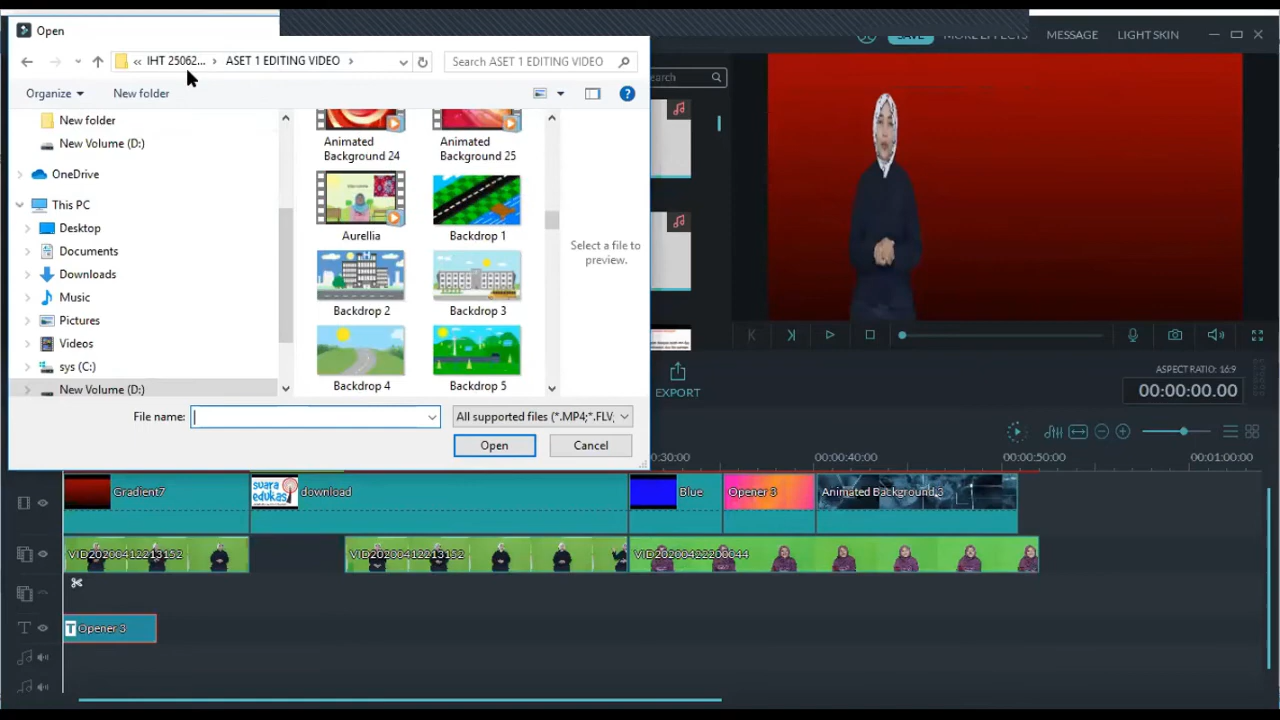 Open
SAVE
MORE EFFECTS
MESSAGE
LIGHT SKIN
« IHT 25062... › ASET 1 EDITING VIDEO ›
Search ASET 1 EDITING VIDEO
Organize
New folder
New folder
New Volume (D:)
OneDrive
This PC
Desktop
Documents
Downloads
Music
Pictures
Videos
sys (C:)
New Volume (D:)
Animated Background 24
Animated Background 25
Aurellia
Backdrop 1
Backdrop 2
Backdrop 3
Backdrop 4
Backdrop 5
Select a file to preview.
File name:
All supported files (*.MP4;*.FLV;
Open
Cancel
EXPORT
ASPECT RATIO: 16:9
00:00:00.00
00:00:40:00
00:00:50:00
00:01:00:00
Gradient7
suara edukasi
download
Blue
Opener 3
Animated Background 3
VID20200412213152
VID20200412213152
VID20200422200044
T Opener 3
T